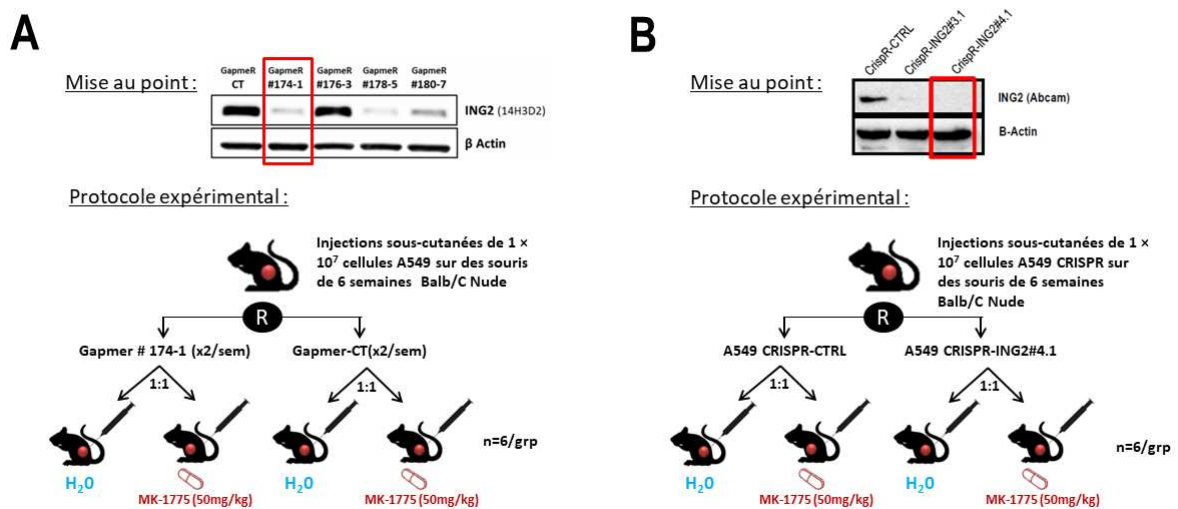 A
Mise au point :
GapmeR CT
GapmeR #174-1
GapmeR #176-3
GapmeR #178-5
GapmeR #180-7
ING2 (14H3D2)
β Actin
Protocole expérimental :
Injections sous-cutanées de 1 ×
10⁷ cellules A549 sur des souris
de 6 semaines Balb/C Nude
R
Gapmer # 174-1 (x2/sem)
Gapmer-CT(x2/sem)
1:1
1:1
n=6/grp
H₂0
MK-1775 (50mg/kg)
H₂0
MK-1775 (50mg/kg)
B
Mise au point :
CrispR-CTRL
CrispR-ING2#3.1
CrispR-ING2#4.1
ING2 (Abcam)
B-Actin
Protocole expérimental :
Injections sous-cutanées de 1 ×
10⁷ cellules A549 CRISPR sur
des souris de 6 semaines
Balb/C Nude
R
A549 CRISPR-CTRL
A549 CRISPR-ING2#4.1
1:1
1:1
n=6/grp
H₂0
MK-1775 (50mg/kg)
H₂0
MK-1775 (50mg/kg)